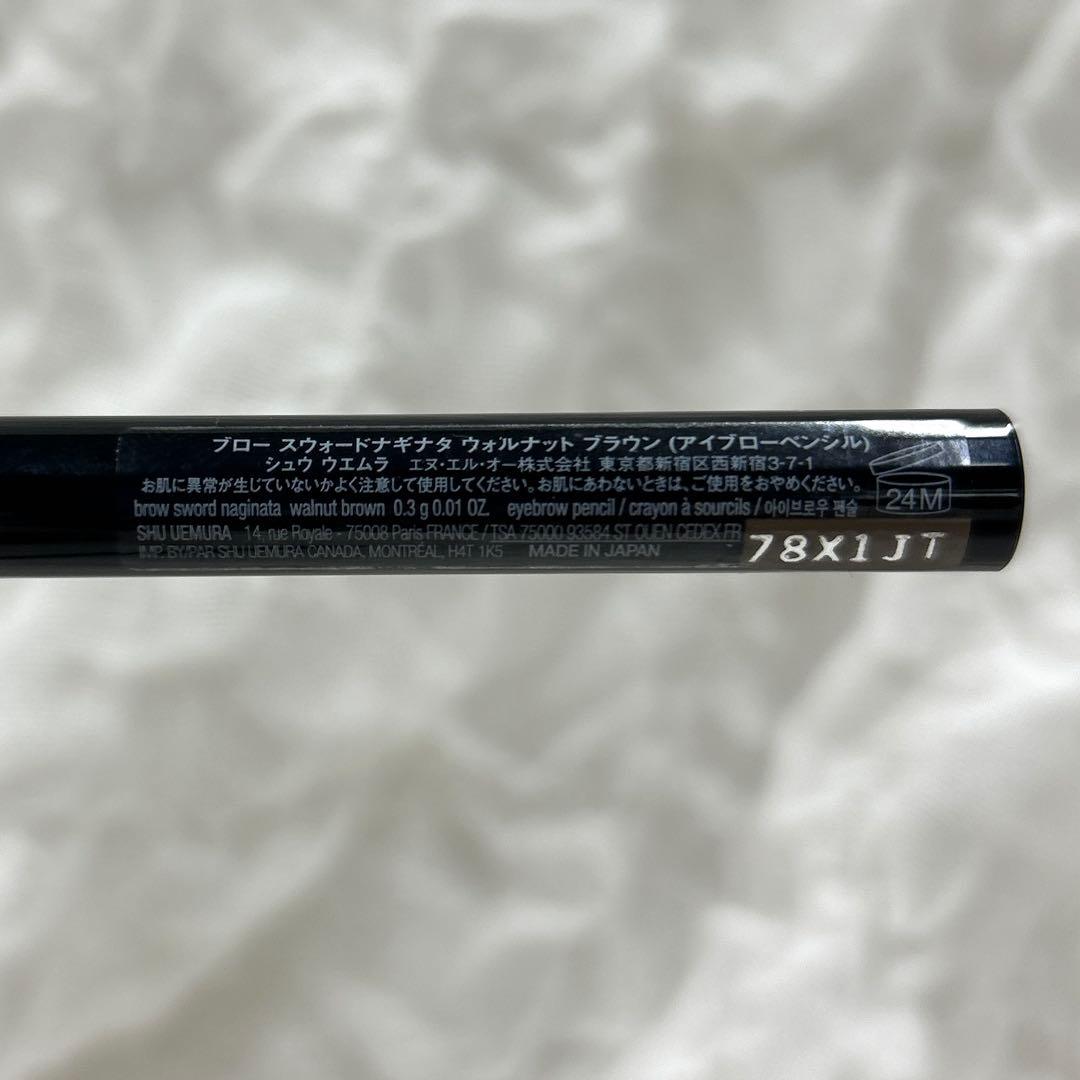 ブロー スウォードナギナタ ウォルナット ブラウン (アイブローペンシル)
シュウ ウエムラ エヌ・エル・オー株式会社 東京都新宿区西新宿3-7-1
お肌に異常が生じていないかよく注意して使用してください。お肌にあわないときは、ご使用をおやめください。
brow sword naginata walnut brown 0.3 g 0.01 OZ. eyebrow pencil / crayon à sourcils / 아이브로우 펜슬
SHU UEMURA 14, rue Royale - 75008 Paris FRANCE / TSA 75000 93584 ST OUEN CEDEX FR
IMP. BY/PAR SHU UEMURA CANADA, MONTRÉAL, H4T 1K5 MADE IN JAPAN
24M
78X1JT